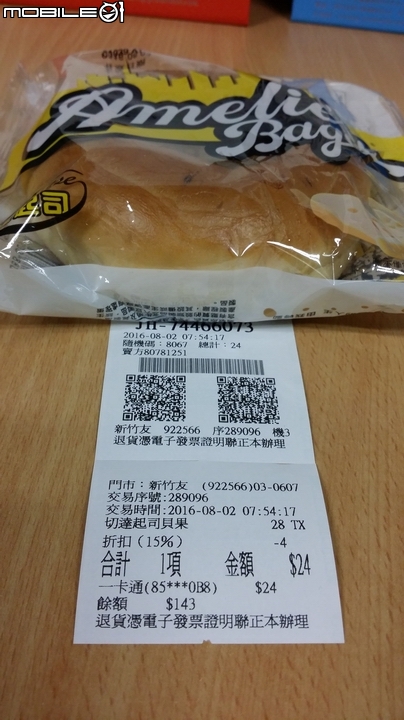 MOBILE01
Amelie
Bag
起司
JH-74466073
2016-08-02 07:54:17
隨機碼：8067 總計：24
賣方80781251
新竹友 922566 序289096 機3
退貨憑電子發票證明聯正本辦理
門市：新竹友 (922566)03-0607
交易序號:289096
交易時間:2016-08-02 07:54:17
切達起司貝果 28 TX
折扣 (15%) -4
合計 1項 金額 $24
一卡通(85***0B8) $24
餘額 $143
退貨憑電子發票證明聯正本辦理